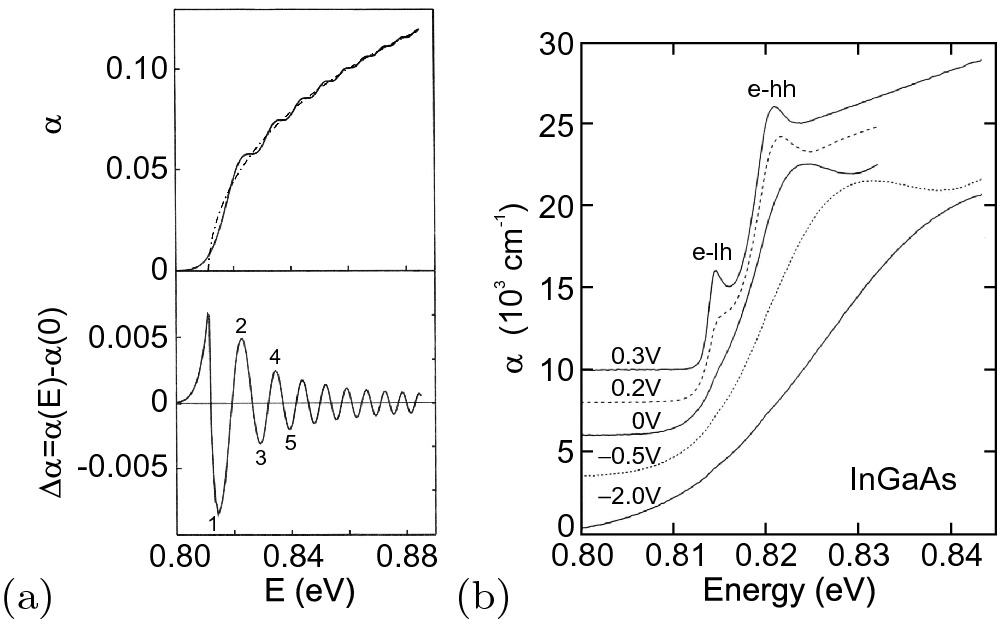 0.10
α
0.05
0
0.005
0
-0.005
Δα=α(E)-α(0)
1
2
3
4
5
0.80
0.84
0.88
E (eV)
(a)
30
25
20
15
10
5
0
α (10³ cm⁻¹)
e-hh
e-lh
0.3V
0.2V
0V
–0.5V
–2.0V
InGaAs
0.80
0.81
0.82
0.83
0.84
Energy (eV)
(b)